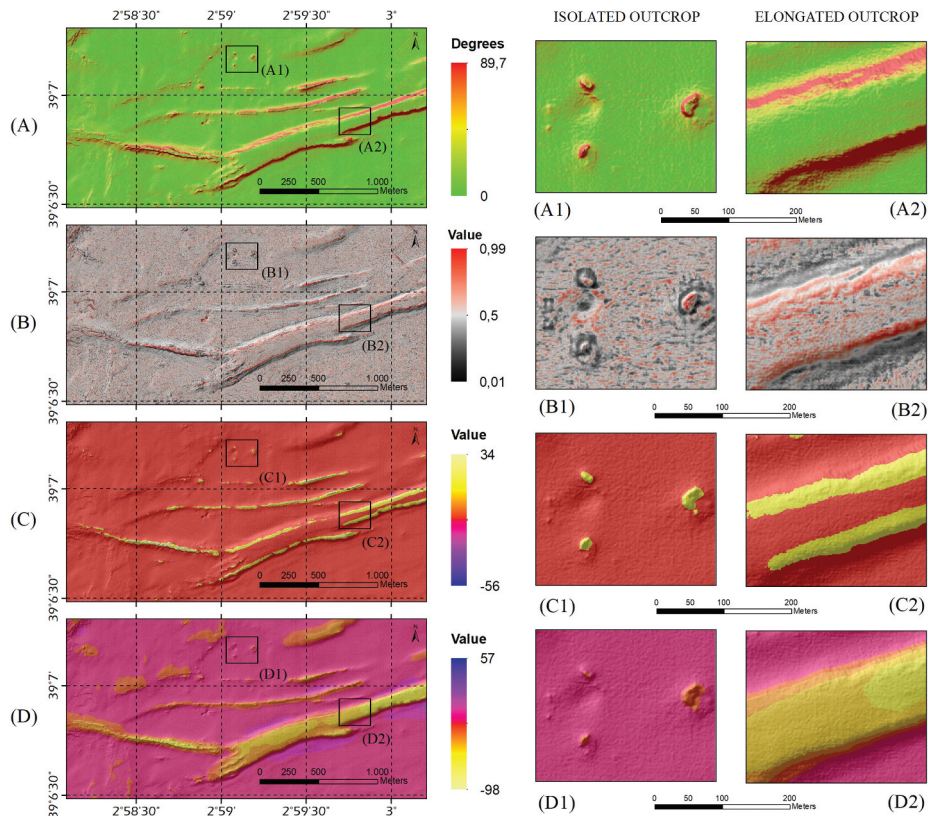 ISOLATED OUTCROP
ELONGATED OUTCROP
2°58'30"
2°59'
2°59'30"
3°
39°7'
39°6'30"
(A)
N
(A1)
(A2)
0 250 500 1.000
Meters
Degrees
89,7
0
(A1)
(A2)
0 50 100 200
Meters
39°7'
39°6'30"
(B)
N
(B1)
(B2)
0 250 500 1.000
Meters
Value
0,99
0,5
0,01
(B1)
(B2)
0 50 100 200
Meters
39°7'
39°6'30"
(C)
N
(C1)
(C2)
0 250 500 1.000
Meters
Value
34
-56
(C1)
(C2)
0 50 100 200
Meters
39°7'
39°6'30"
(D)
N
(D1)
(D2)
0 250 500 1.000
Meters
Value
57
-98
(D1)
(D2)
0 50 100 200
Meters
2°58'30"
2°59'
2°59'30"
3°